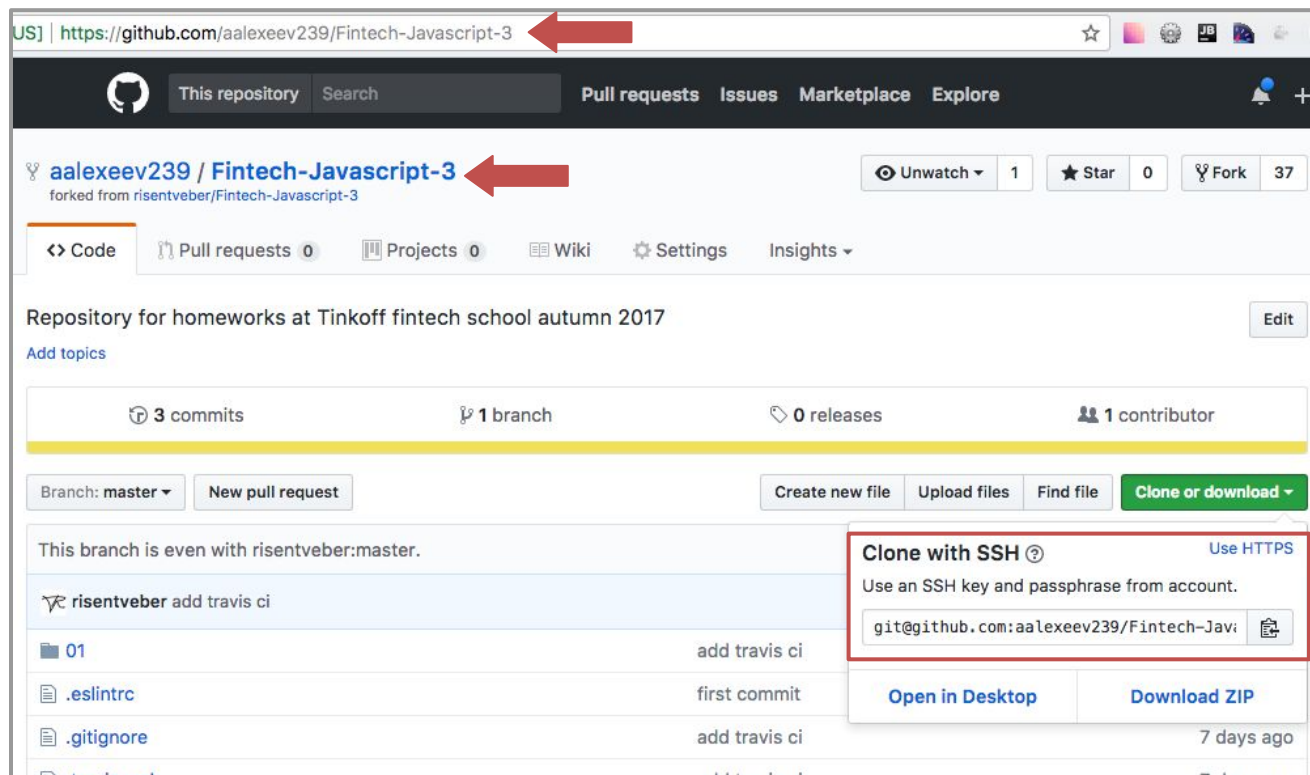 US] | https://github.com/aalexeev239/Fintech-Javascript-3
JB
This repository Search Pull requests Issues Marketplace Explore
aalexeev239 / Fintech-Javascript-3 Unwatch 1 Star 0 Fork 37
forked from risentveber/Fintech-Javascript-3
<> Code Pull requests 0 Projects 0 Wiki Settings Insights
Repository for homeworks at Tinkoff fintech school autumn 2017 Edit
Add topics
3 commits 1 branch 0 releases 1 contributor
Branch: master New pull request Create new file Upload files Find file Clone or download
This branch is even with risentveber:master.
Clone with SSH Use HTTPS
Use an SSH key and passphrase from account.
risentveber add travis ci
git@github.com:aalexeev239/Fintech-Java
01 add travis ci
.eslintrc first commit
Open in Desktop Download ZIP
.gitignore add travis ci 7 days ago